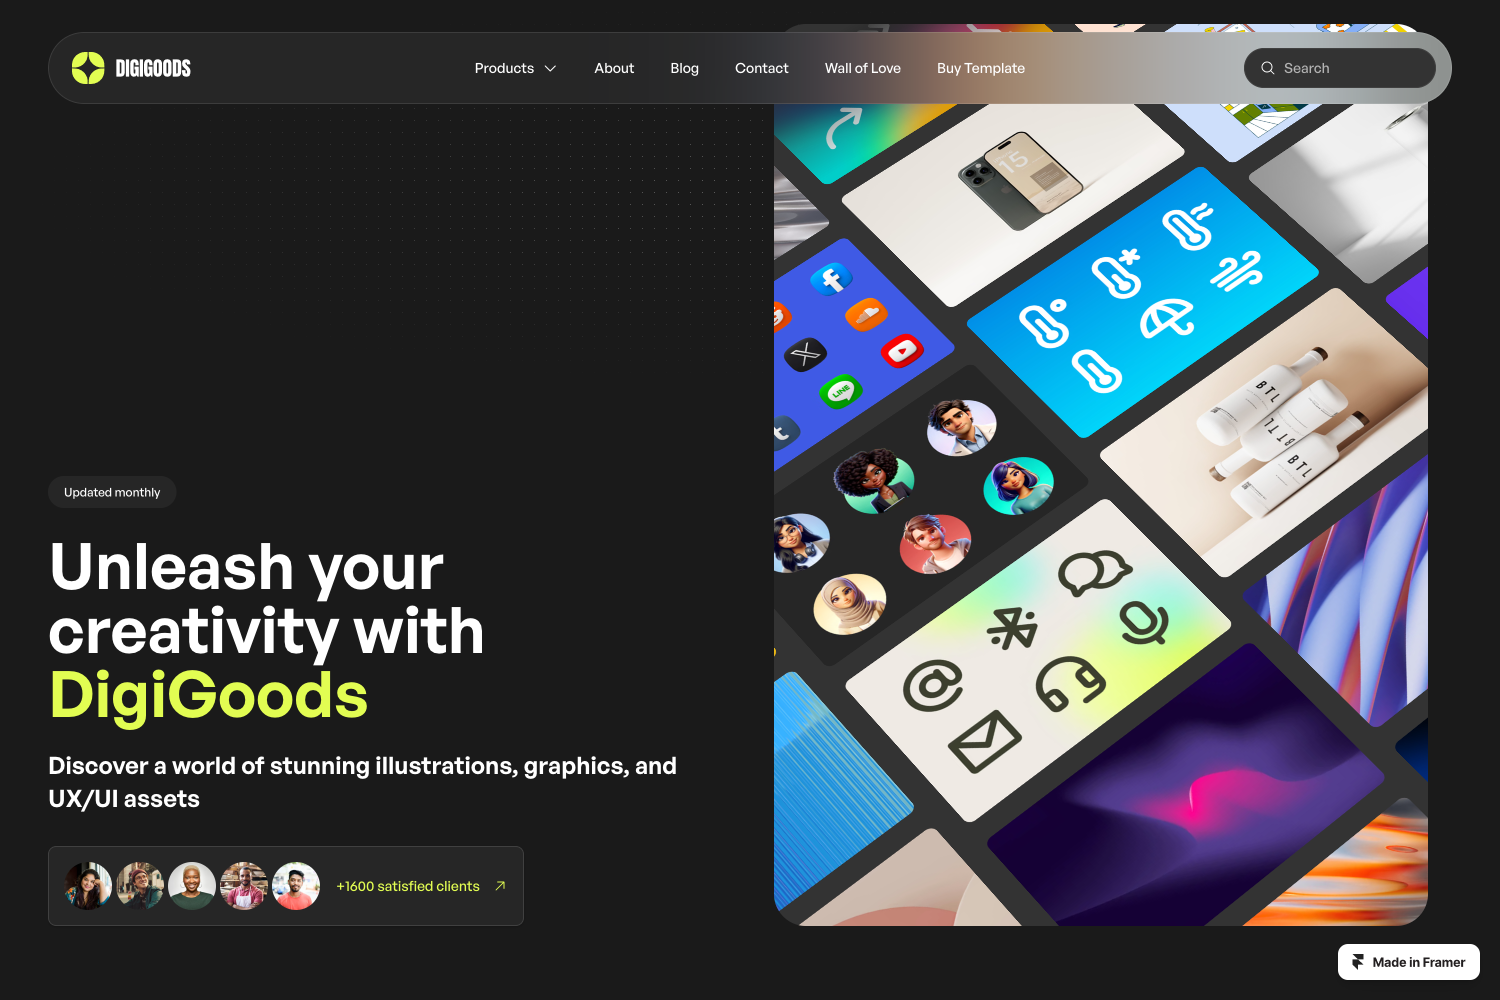 DIGIGOODS
Products
About
Blog
Contact
Wall of Love
Buy Template
Search
15
LINE
BTL
BTL
BTL
Updated monthly
Unleash your
creativity with
DigiGoods
Discover a world of stunning illustrations, graphics, and
UX/UI assets
+1600 satisfied clients
Made in Framer